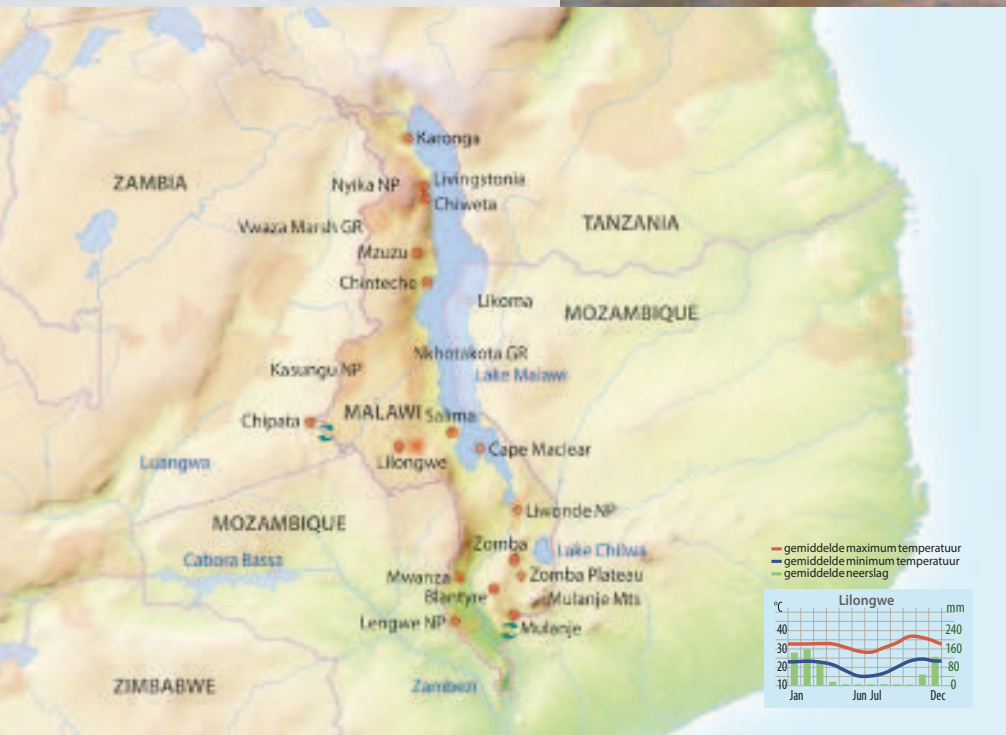 Karonga
ZAMBIA
Nyika NP
Livingstonia
Chiweta
Vwaza Marsh GR
TANZANIA
Mzuzu
Chinteche
Likoma
MOZAMBIQUE
Nkhotakota GR
Kasungu NP
Lake Malawi
MALAWI
Salima
Chipata
Cape Maclear
Lilongwe
Luangwa
Liwonde NP
MOZAMBIQUE
Zomba
Lake Chilwa
Cabora Bassa
Mwanza
Zomba Plateau
Blantyre
Mulanje Mts
Lengwe NP
Mulanje
ZIMBABWE
Zambezi
gemiddelde maximum temperatuur
gemiddelde minimum temperatuur
gemiddelde neerslag
Lilongwe
°C
mm
40
240
30
160
20
80
10
0
Jan
Jun Jul
Dec